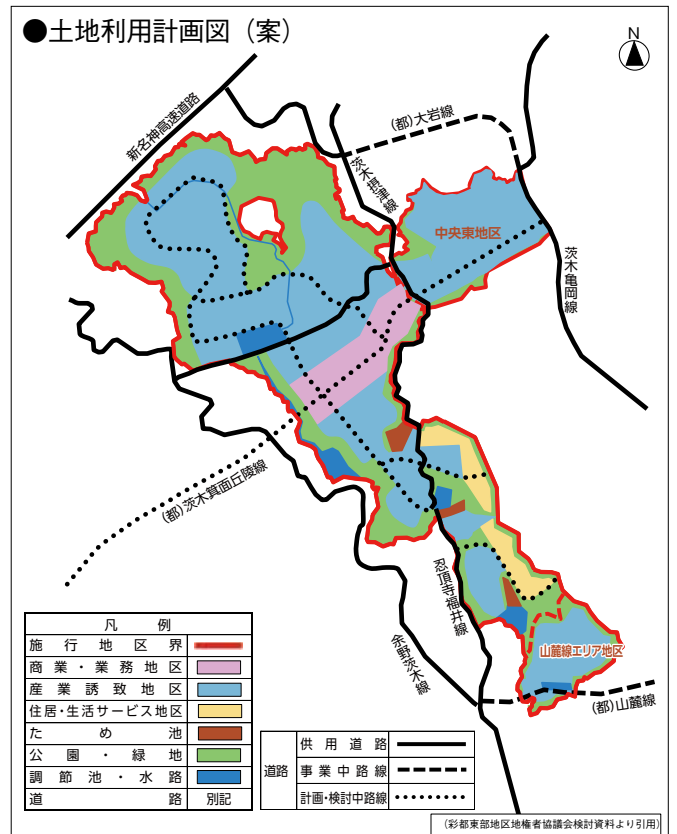 ●土地利用計画図（案）
N
新名神高速道路
(都)大岩線
茨木摂津線
中央東地区
茨木亀岡線
(都)茨木箕面丘陵線
忍頂寺福井線
余野茨木線
山麓線エリア地区
(都)山麓線
凡例
施行地区界
商業・業務地区
産業誘致地区
住居・生活サービス地区
ため池
公園・緑地
調節池・水路
道路 別記
道路
供用道路
事業中路線
計画・検討中路線
（彩都東部地区地権者協議会検討資料より引用）